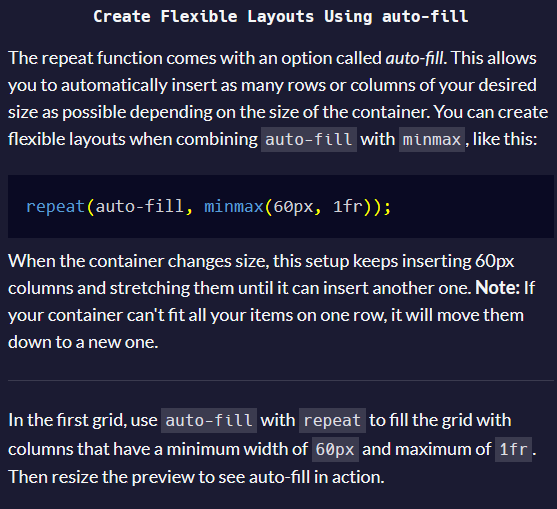 Create Flexible Layouts Using auto-fill
The repeat function comes with an option called auto-fill. This allows
you to automatically insert as many rows or columns of your desired
size as possible depending on the size of the container. You can create
flexible layouts when combining auto-fill with minmax, like this:
repeat(auto-fill, minmax(60px, 1fr));
When the container changes size, this setup keeps inserting 60px
columns and stretching them until it can insert another one. Note: If
your container can't fit all your items on one row, it will move them
down to a new one.
In the first grid, use auto-fill with repeat to fill the grid with
columns that have a minimum width of 60px and maximum of 1fr.
Then resize the preview to see auto-fill in action.